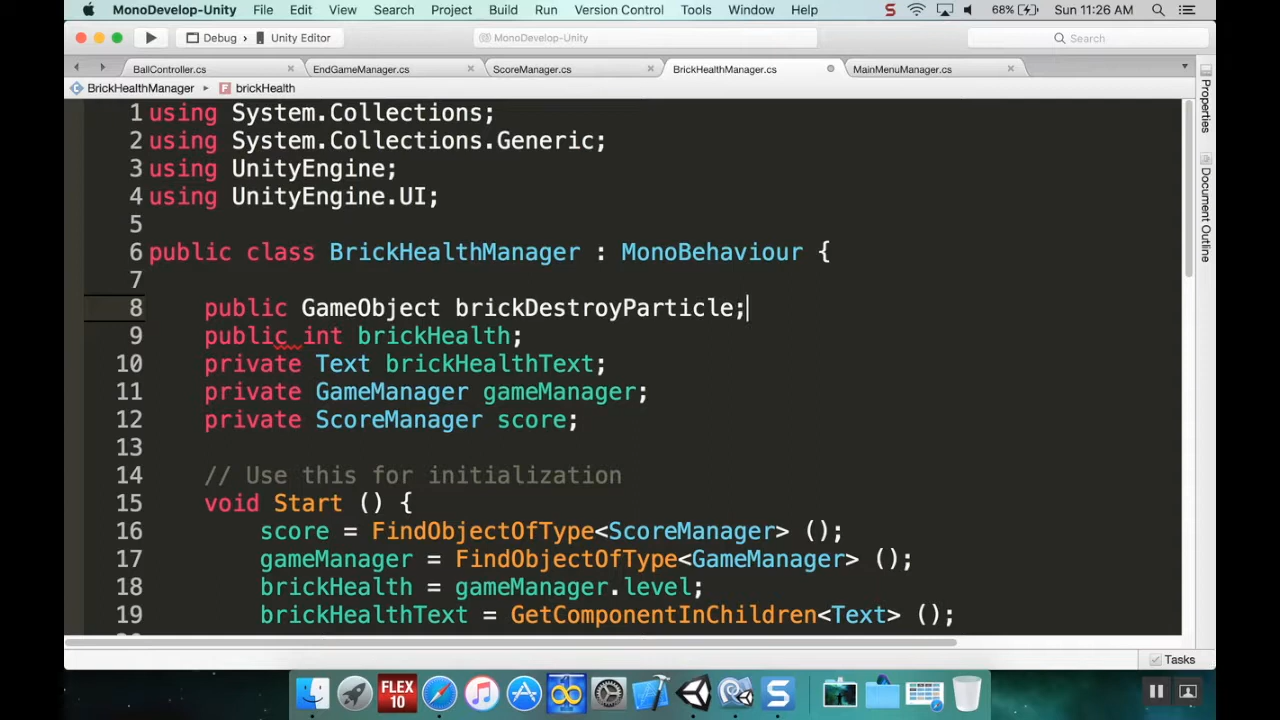 MonoDevelop-Unity File Edit View Search Project Build Run Version Control Tools Window Help S 68% Sun 11:26 AM
Debug › Unity Editor MonoDevelop-Unity Search
BallController.cs × EndGameManager.cs × ScoreManager.cs × BrickHealthManager.cs MainMenuManager.cs ×
BrickHealthManager ▸ F brickHealth
1 using System.Collections;
2 using System.Collections.Generic;
3 using UnityEngine;
4 using UnityEngine.UI;
5
6 public class BrickHealthManager : MonoBehaviour {
7
8 public GameObject brickDestroyParticle;
9 public int brickHealth;
10 private Text brickHealthText;
11 private GameManager gameManager;
12 private ScoreManager score;
13
14 // Use this for initialization
15 void Start () {
16 score = FindObjectOfType<ScoreManager> ();
17 gameManager = FindObjectOfType<GameManager> ();
18 brickHealth = gameManager.level;
19 brickHealthText = GetComponentInChildren<Text> ();
Properties
Document Outline
Tasks
FLEX
10
S